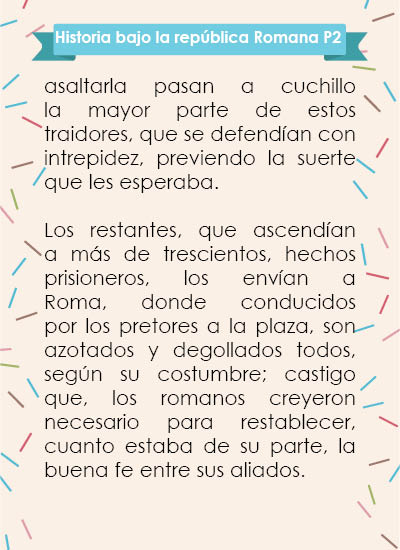 Historia bajo la república Romana P2
asaltarla pasan a cuchillo
la mayor parte de estos
traidores, que se defendían con
intrepidez, previendo la suerte
que les esperaba.
Los restantes, que ascendían
a más de trescientos, hechos
prisioneros, los envían a
Roma, donde conducidos
por los pretores a la plaza, son
azotados y degollados todos,
según su costumbre; castigo
que, los romanos creyeron
necesario para restablecer,
cuanto estaba de su parte, la
buena fe entre sus aliados.